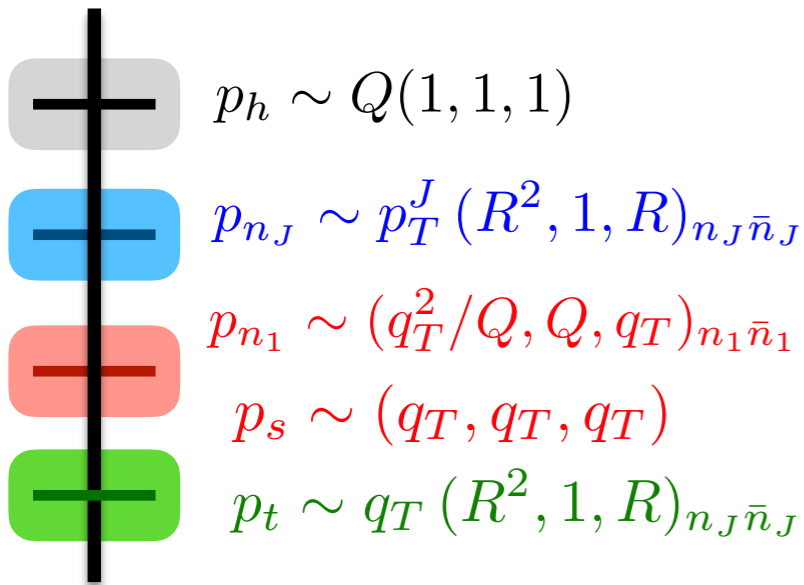 p_h ∼ Q(1, 1, 1)
p_{n_J} ∼ p_T^J (R^2, 1, R)_{n_J \bar{n}_J}
p_{n_1} ∼ (q_T^2/Q, Q, q_T)_{n_1 \bar{n}_1}
p_s ∼ (q_T, q_T, q_T)
p_t ∼ q_T (R^2, 1, R)_{n_J \bar{n}_J}